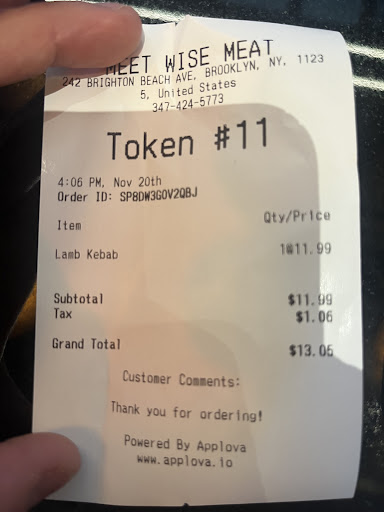 MEET WISE MEAT
242 BRIGHTON BEACH AVE, BROOKLYN, NY, 1123
5, United States
347-424-5773
Token #11
4:06 PM, Nov 20th
Order ID: SP8DW3GOV2QBJ
Item Qty/Price
Lamb Kebab 1@11.99
Subtotal $11.99
Tax $1.06
Grand Total $13.05
Customer Comments:
Thank you for ordering!
Powered By Applova
www.applova.io